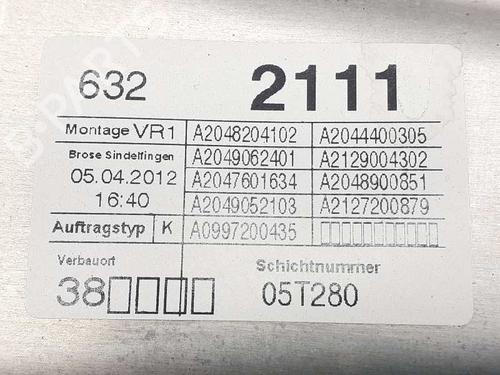 632 2111
Montage VR1 A2048204102 A2044400305
Brose Sindelfingen A2049062401 A2129004302
05.04.2012 A2047601634 A2048900851
16:40 A2049052103 A2127200879
Auftragstyp K A0997200435 □□□□□□□□□□
Verbauort Schichtnummer
38□□□□ 05T280
B-PARTS